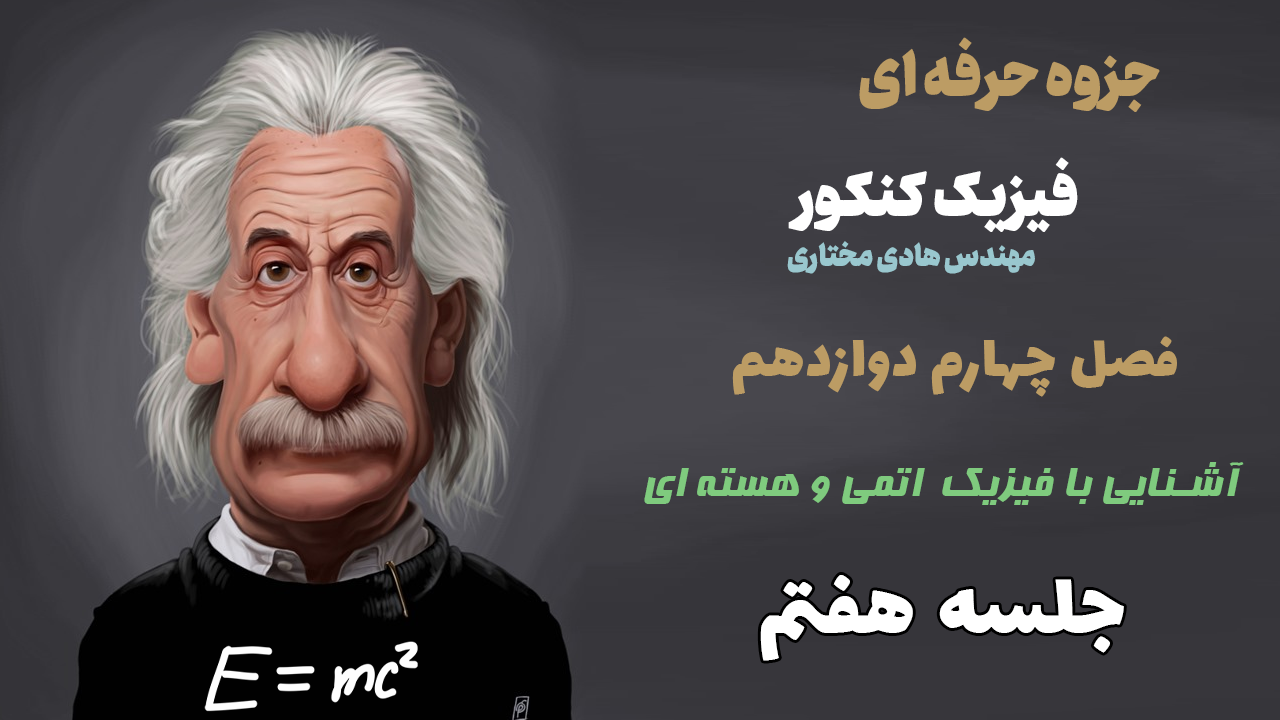 جزوه حرفه ای
فیزیک کنکور
مهندس هادی مختاری
فصل چهارم دوازدهم
آشنایی با فیزیک اتمی و هسته ای
جلسه هفتم
E = mc²